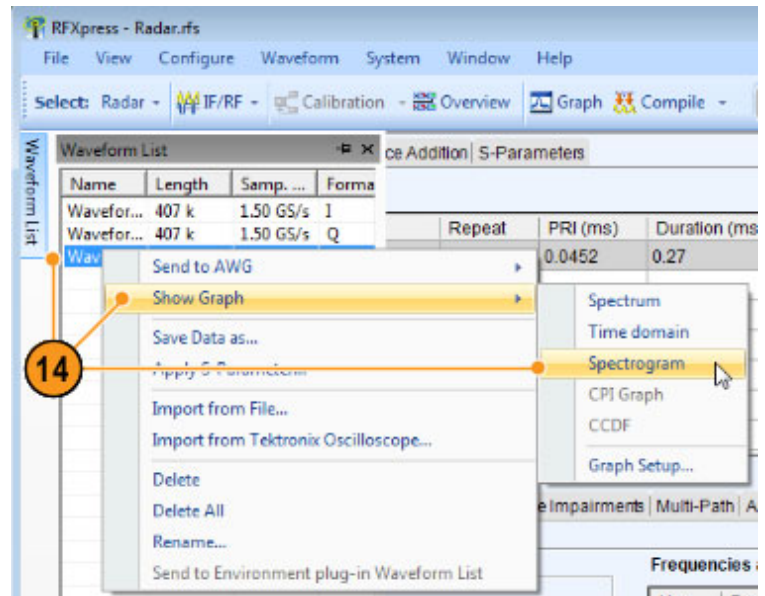 RFXpress - Radar.rfs
File View Configure Waveform System Window Help
Select: Radar IF/RF Calibration Overview Graph Compile
Waveform List
Waveform List
ce Addition S-Parameters
Name Length Samp. ... Forma
Wavefor... 407 k 1.50 GS/s I
Wavefor... 407 k 1.50 GS/s Q
Repeat PRI (ms) Duration (ms
Wav 0.0452 0.27
Send to AWG
Show Graph
Save Data as...
Apply S-Parameter...
Import from File...
Import from Tektronix Oscilloscope...
Delete
Delete All
Rename...
Send to Environment plug-in Waveform List
Spectrum
Time domain
Spectrogram
CPI Graph
CCDF
Graph Setup...
14
e Impairments Multi-Path A
Frequencies a